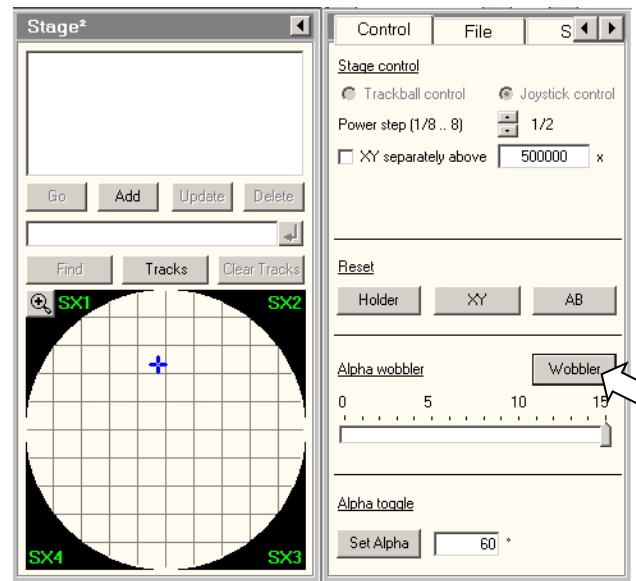 Stage²
Go Add Update Delete
Find Tracks Clear Tracks
SX1 SX2
SX4 SX3
Control File S
Stage control
Trackball control Joystick control
Power step (1/8 .. 8) 1/2
XY separately above 500000 x
Reset
Holder XY AB
Alpha wobbler Wobbler
0 5 10 15
Alpha toggle
Set Alpha 60 °